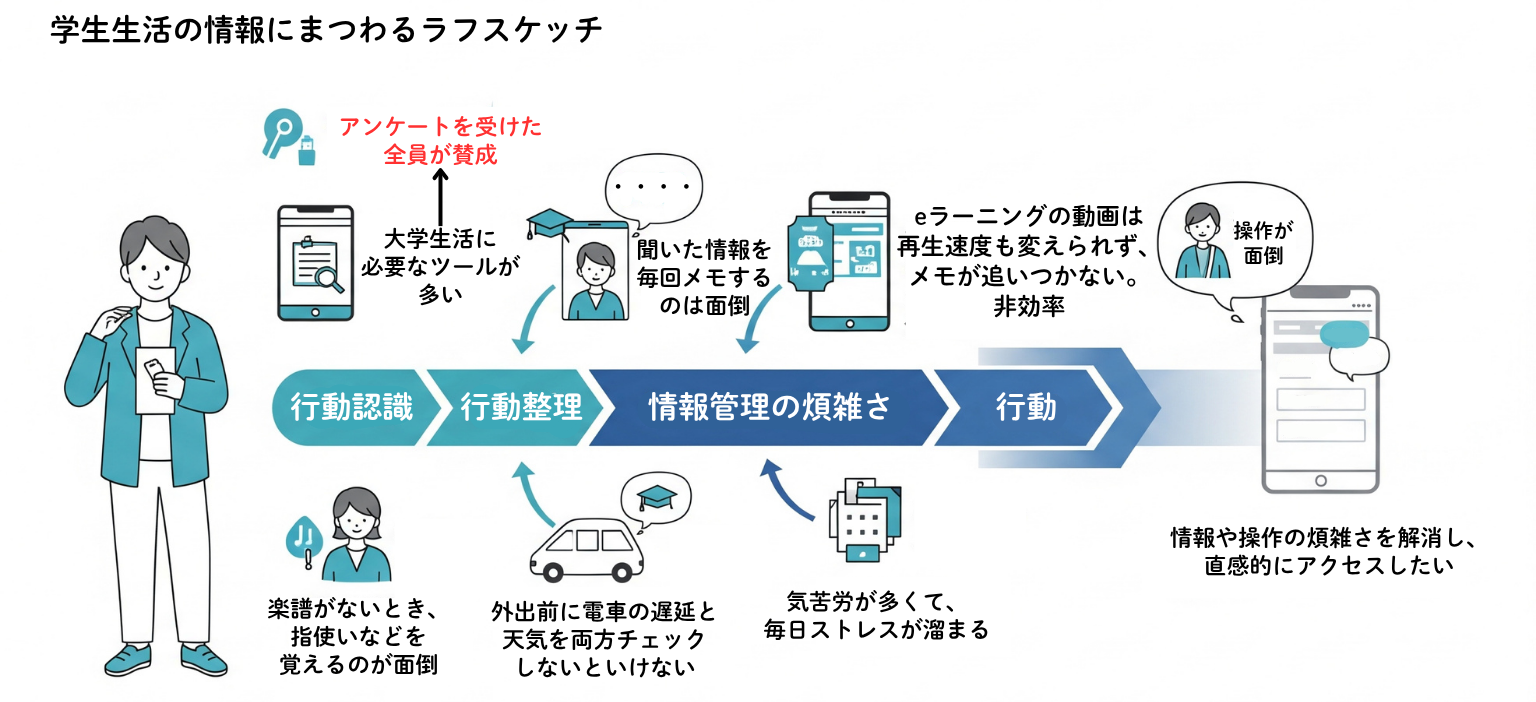 学生生活の情報にまつわるラフスケッチ
アンケートを受けた
全員が賛成
大学生活に
必要なツールが
多い
聞いた情報を
毎回メモする
のは面倒
eラーニングの動画は
再生速度も変えられず、
メモが追いつかない。
非効率
操作が
面倒
行動認識
行動整理
情報管理の煩雑さ
行動
楽譜がないとき、
指使いなどを
覚えるのが面倒
外出前に電車の遅延と
天気を両方チェック
しないといけない
気苦労が多くて、
毎日ストレスが溜まる
情報や操作の煩雑さを解消し、
直感的にアクセスしたい